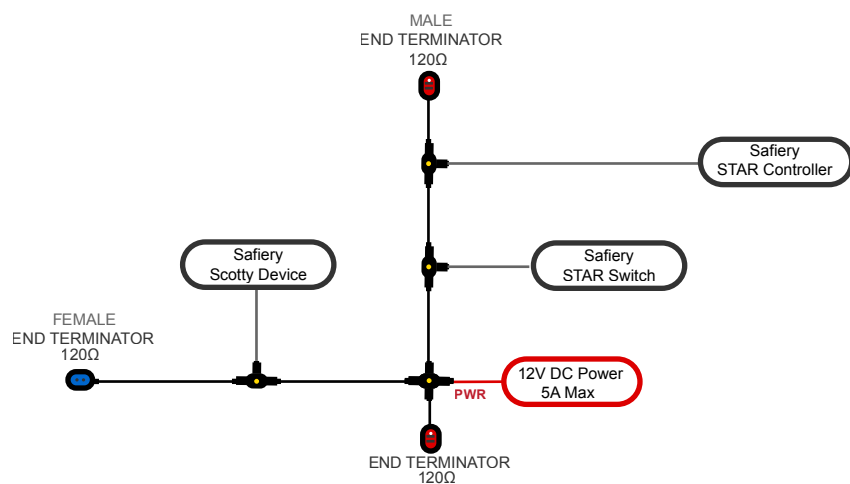 MALE
END TERMINATOR
120Ω
Safiery
STAR Controller
Safiery
Scotty Device
Safiery
STAR Switch
FEMALE
END TERMINATOR
120Ω
12V DC Power
5A Max
PWR
END TERMINATOR
120Ω